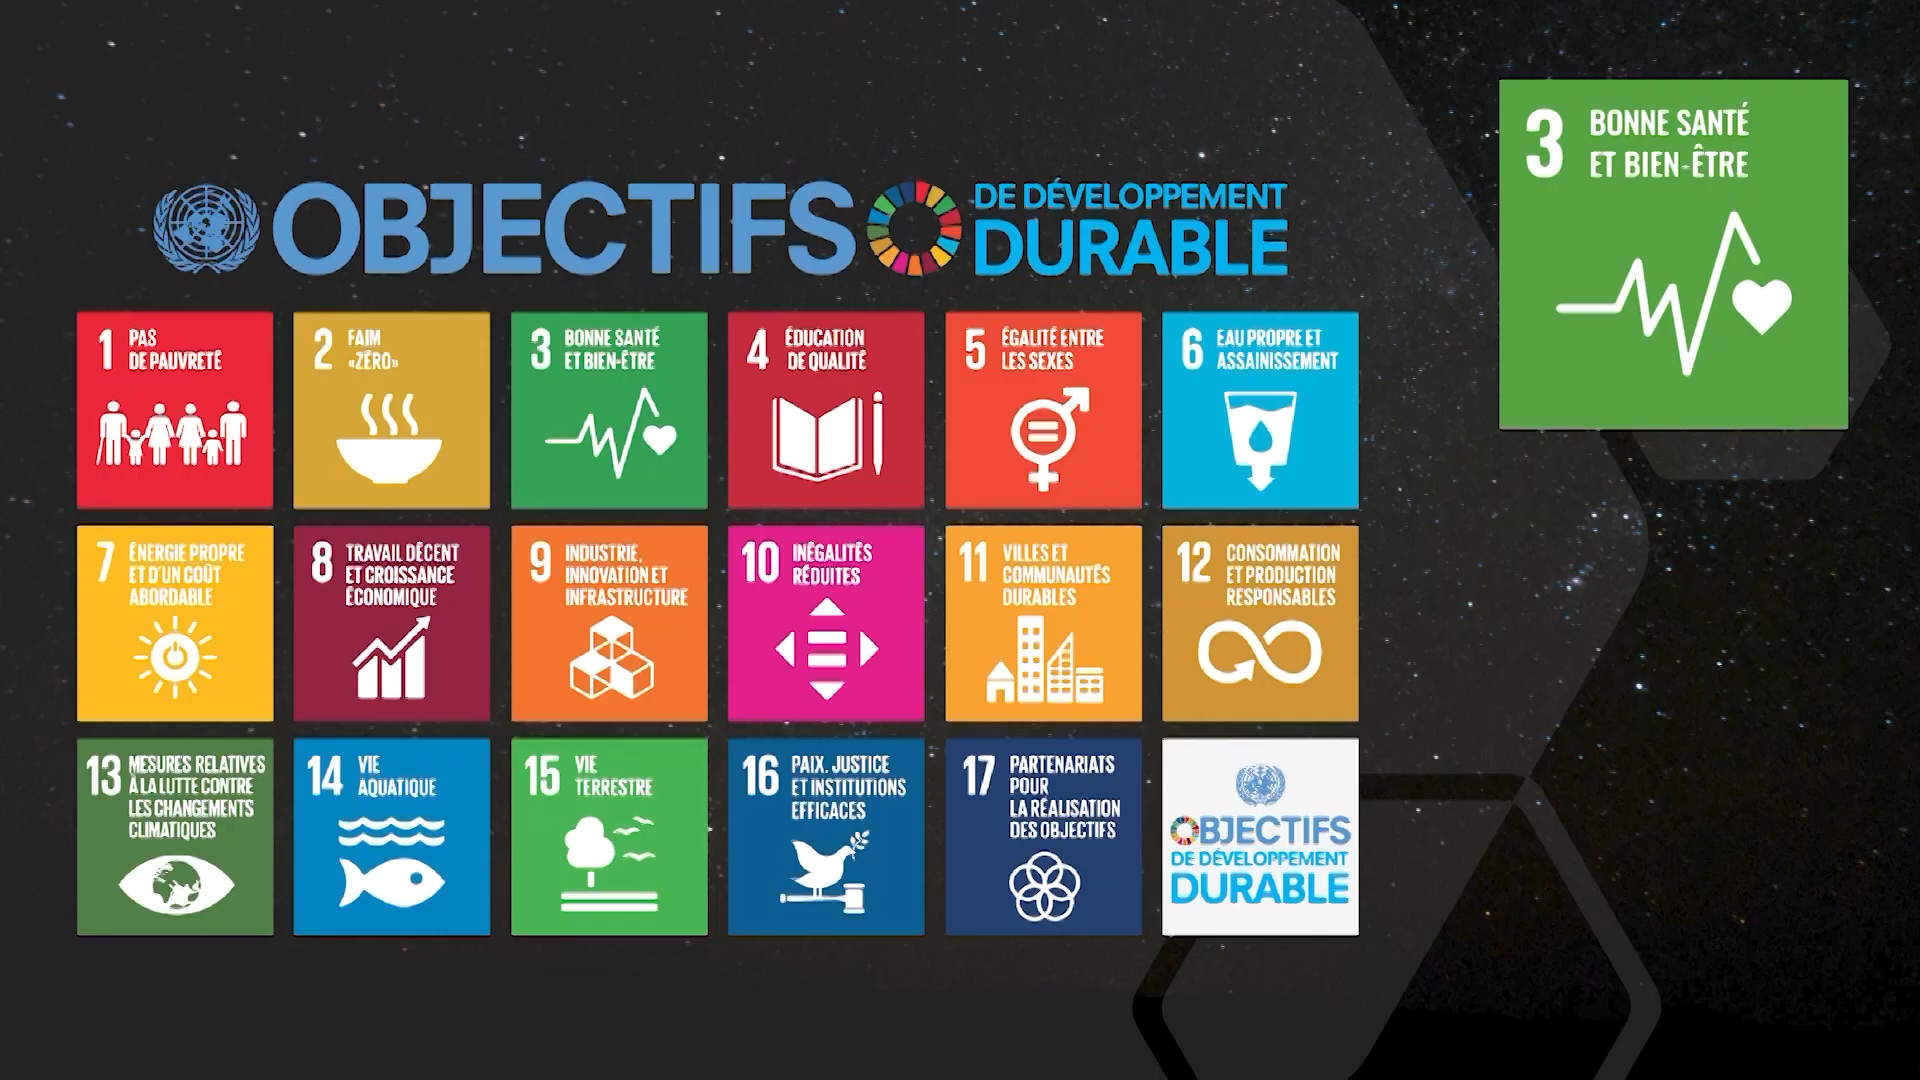 OBJECTIFS
DE DÉVELOPPEMENT
DURABLE
3 BONNE SANTÉ
ET BIEN-ÊTRE
1 PAS
DE PAUVRETÉ
2 FAIM
«ZÉRO»
3 BONNE SANTÉ
ET BIEN-ÊTRE
4 ÉDUCATION
DE QUALITÉ
5 ÉGALITÉ ENTRE
LES SEXES
6 EAU PROPRE ET
ASSAINISSEMENT
7 ÉNERGIE PROPRE
ET D'UN COÛT
ABORDABLE
8 TRAVAIL DÉCENT
ET CROISSANCE
ÉCONOMIQUE
9 INDUSTRIE,
INNOVATION ET
INFRASTRUCTURE
10 INÉGALITÉS
RÉDUITES
11 VILLES ET
COMMUNAUTÉS
DURABLES
12 CONSOMMATION
ET PRODUCTION
RESPONSABLES
13 MESURES RELATIVES
À LA LUTTE CONTRE
LES CHANGEMENTS
CLIMATIQUES
14 VIE
AQUATIQUE
15 VIE
TERRESTRE
16 PAIX, JUSTICE
ET INSTITUTIONS
EFFICACES
17 PARTENARIATS
POUR
LA RÉALISATION
DES OBJECTIFS
OBJECTIFS
DE DÉVELOPPEMENT
DURABLE